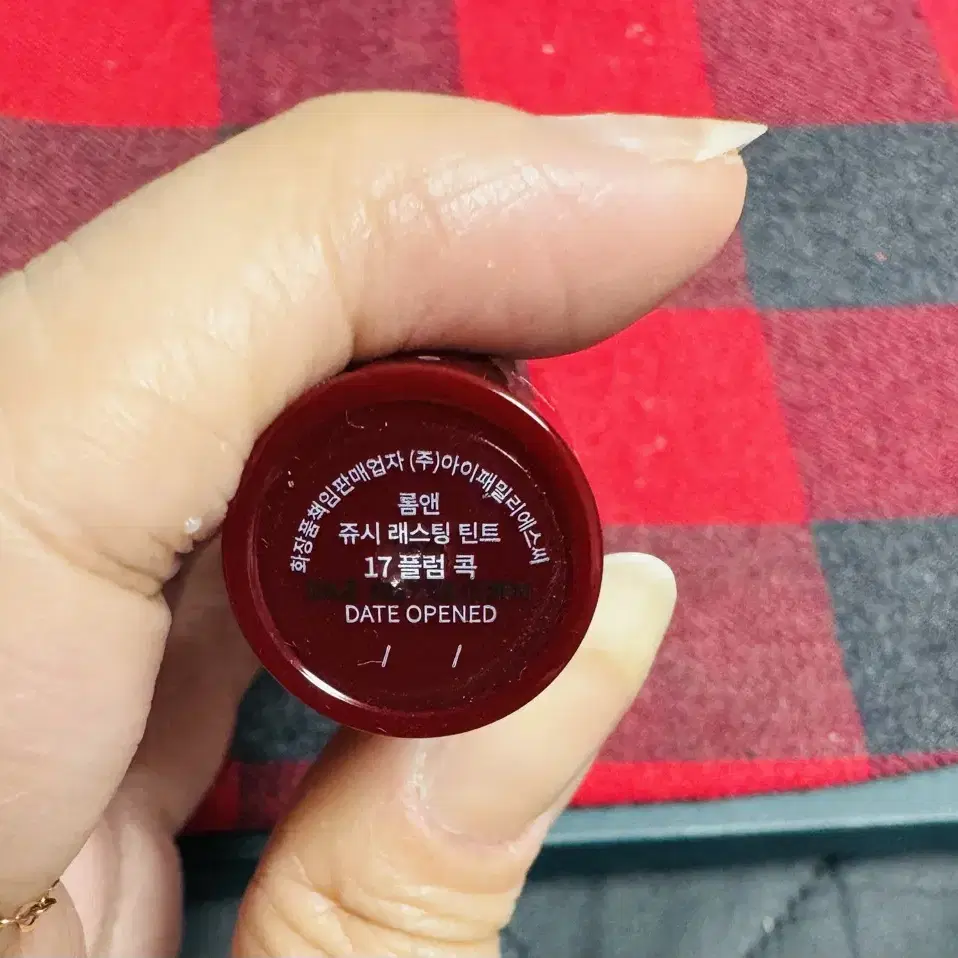 화장품책임판매업자 (주)아이패밀리에스씨
롬앤
쥬시 래스팅 틴트
17 플럼 콕
DATE OPENED
/ /